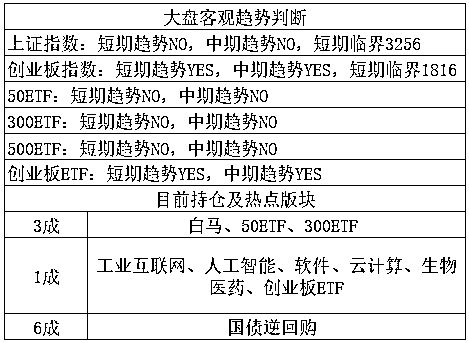 大盘客观趋势判断
上证指数：短期趋势NO，中期趋势NO，短期临界3256
创业板指数：短期趋势YES，中期趋势YES，短期临界1816
50ETF：短期趋势NO，中期趋势NO
300ETF：短期趋势NO，中期趋势NO
500ETF：短期趋势NO，中期趋势NO
创业板ETF：短期趋势YES，中期趋势YES
目前持仓及热点版块
3成 白马、50ETF、300ETF
1成 工业互联网、人工智能、软件、云计算、生物
医药、创业板ETF
6成 国债逆回购